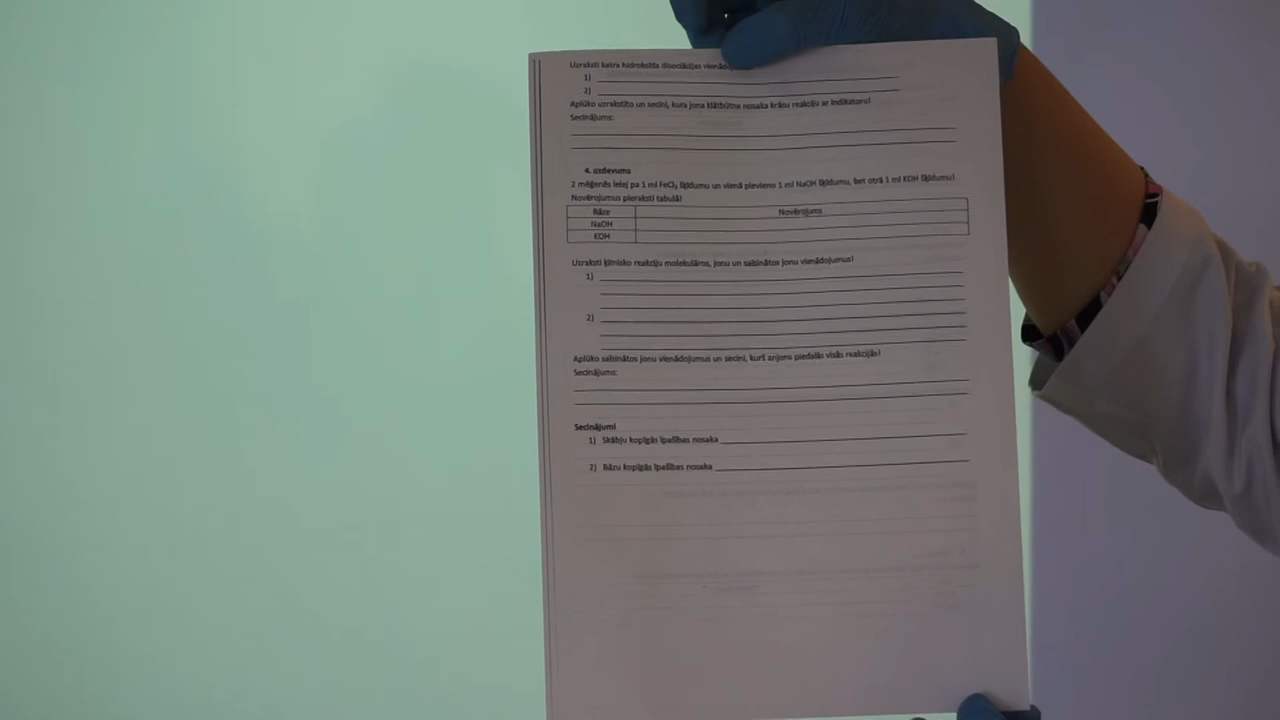 Uzraksti katra hidroksīda disociācijas
1)
2)
Aplūko uzrakstīto un secini, kura jona klātbūtne nosaka krāsu reakciju ar indikatoru!
Secinājums:
4. uzdevums
2 mēģenēs ielej pa 1 ml FeCl₃ šķīdumu un vienā pievieno 1 ml NaOH šķīdumu, bet otrā 1 ml KOH šķīdumu!
Novērojumus pieraksti tabulā!
Bāze Novērojums
NaOH
KOH
Uzraksti ķīmisko reakciju molekulāros, jonu un saīsinātos jonu vienādojumus!
1)
2)
Aplūko saīsinātos jonu vienādojumus un secini, kurš anjons piedalās visās reakcijās!
Secinājums:
Secinājumi
1) Skābju kopīgās īpašības nosaka
2) Bāzu kopīgās īpašības nosaka